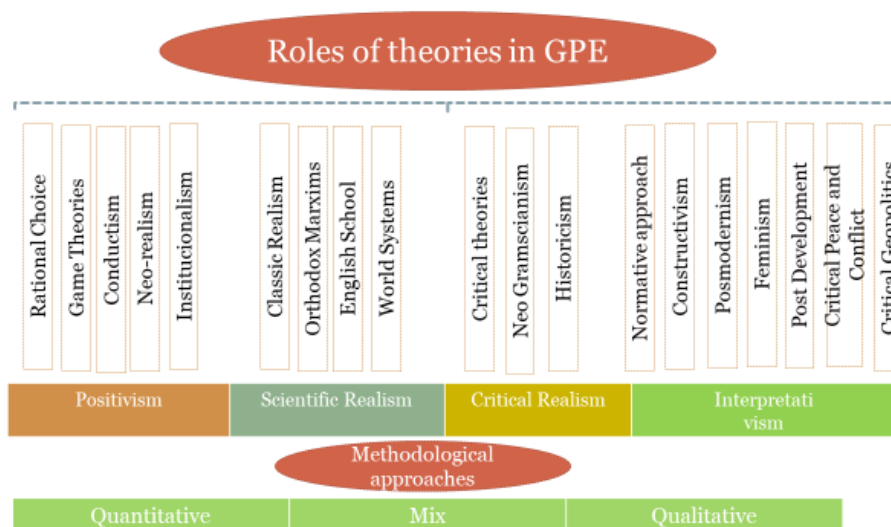 Roles of theories in GPE
Rational Choice
Game Theories
Conductism
Neo-realism
Institucionalism
Classic Realism
Orthodox Marxims
English School
World Systems
Critical theories
Neo Gramscianism
Historicism
Normative approach
Constructivism
Posmodernism
Feminism
Post Development
Critical Peace and
Conflict
Critical Geopolitics
Positivism
Scientific Realism
Critical Realism
Interpretati
vism
Methodological
approaches
Quantitative
Mix
Qualitative